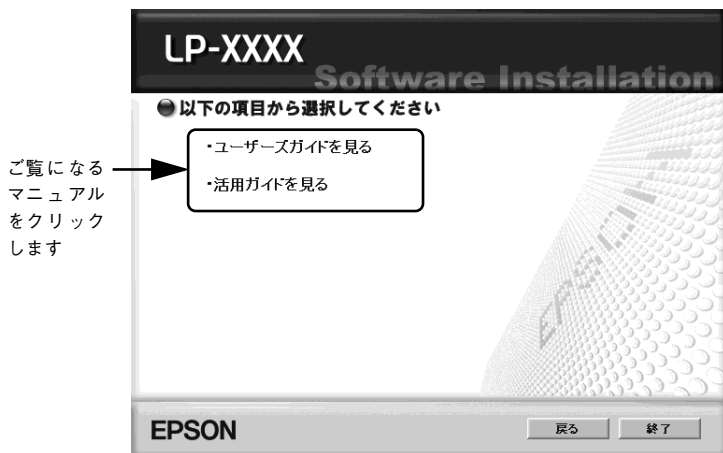 LP-XXXX
Software Installation
以下の項目から選択してください
・ユーザーズガイドを見る
・活用ガイドを見る
ご覧になる
マニュアル
をクリック
します
EPSON
EPSON
戻る
終了